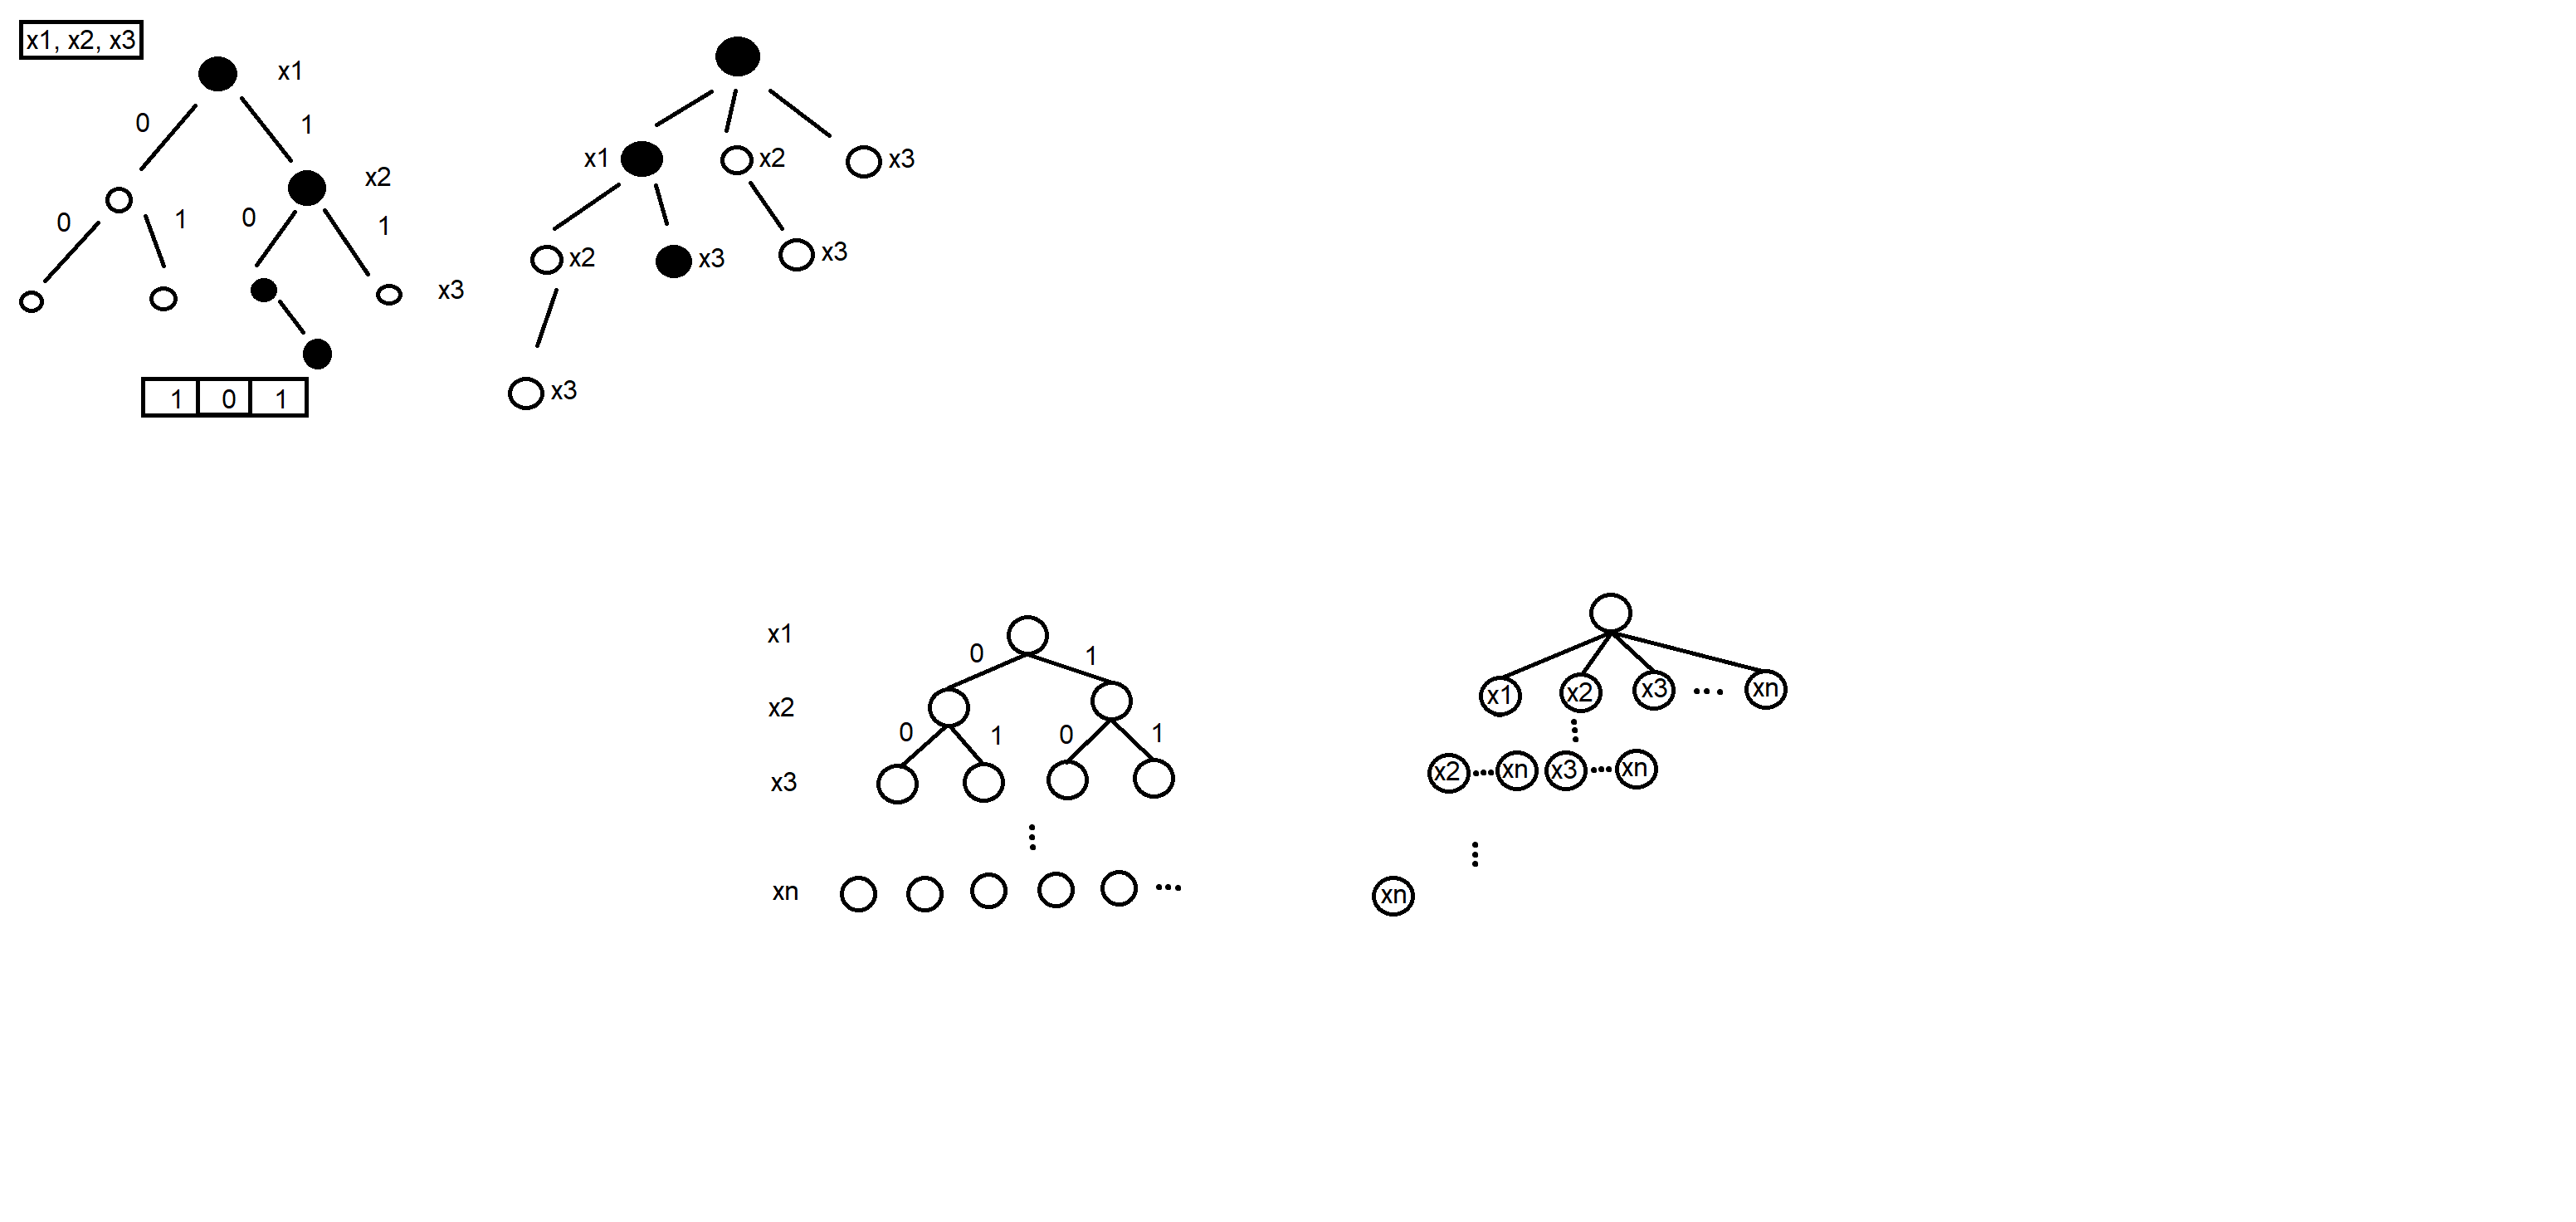 x1, x2, x3
x1
0 1
x2
0 1 0 1
x3
1 0 1
x1 x2 x3
x2 x3 x3
x3
x1
0 1
x2
0 1 0 1
x3
xn
x1 x2 x3 xn
x2 xn x3 xn
xn